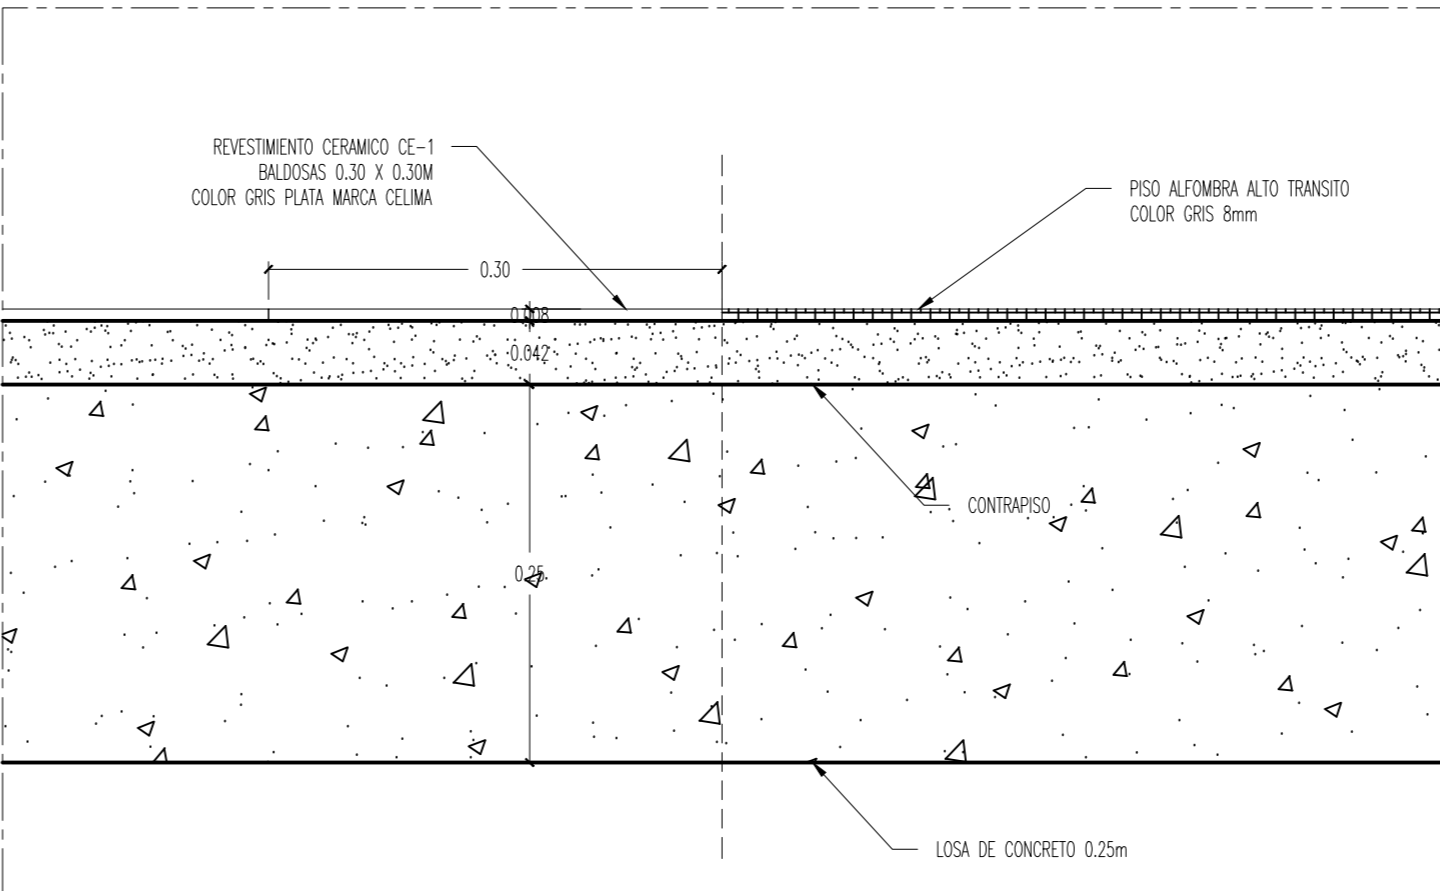 REVESTIMIENTO CERAMICO CE-1
BALDOSAS 0.30 X 0.30M
COLOR GRIS PLATA MARCA CELIMA
PISO ALFOMBRA ALTO TRANSITO
COLOR GRIS 8mm
0.30
0.008
0.042
CONTRAPISO
0.25
LOSA DE CONCRETO 0.25m